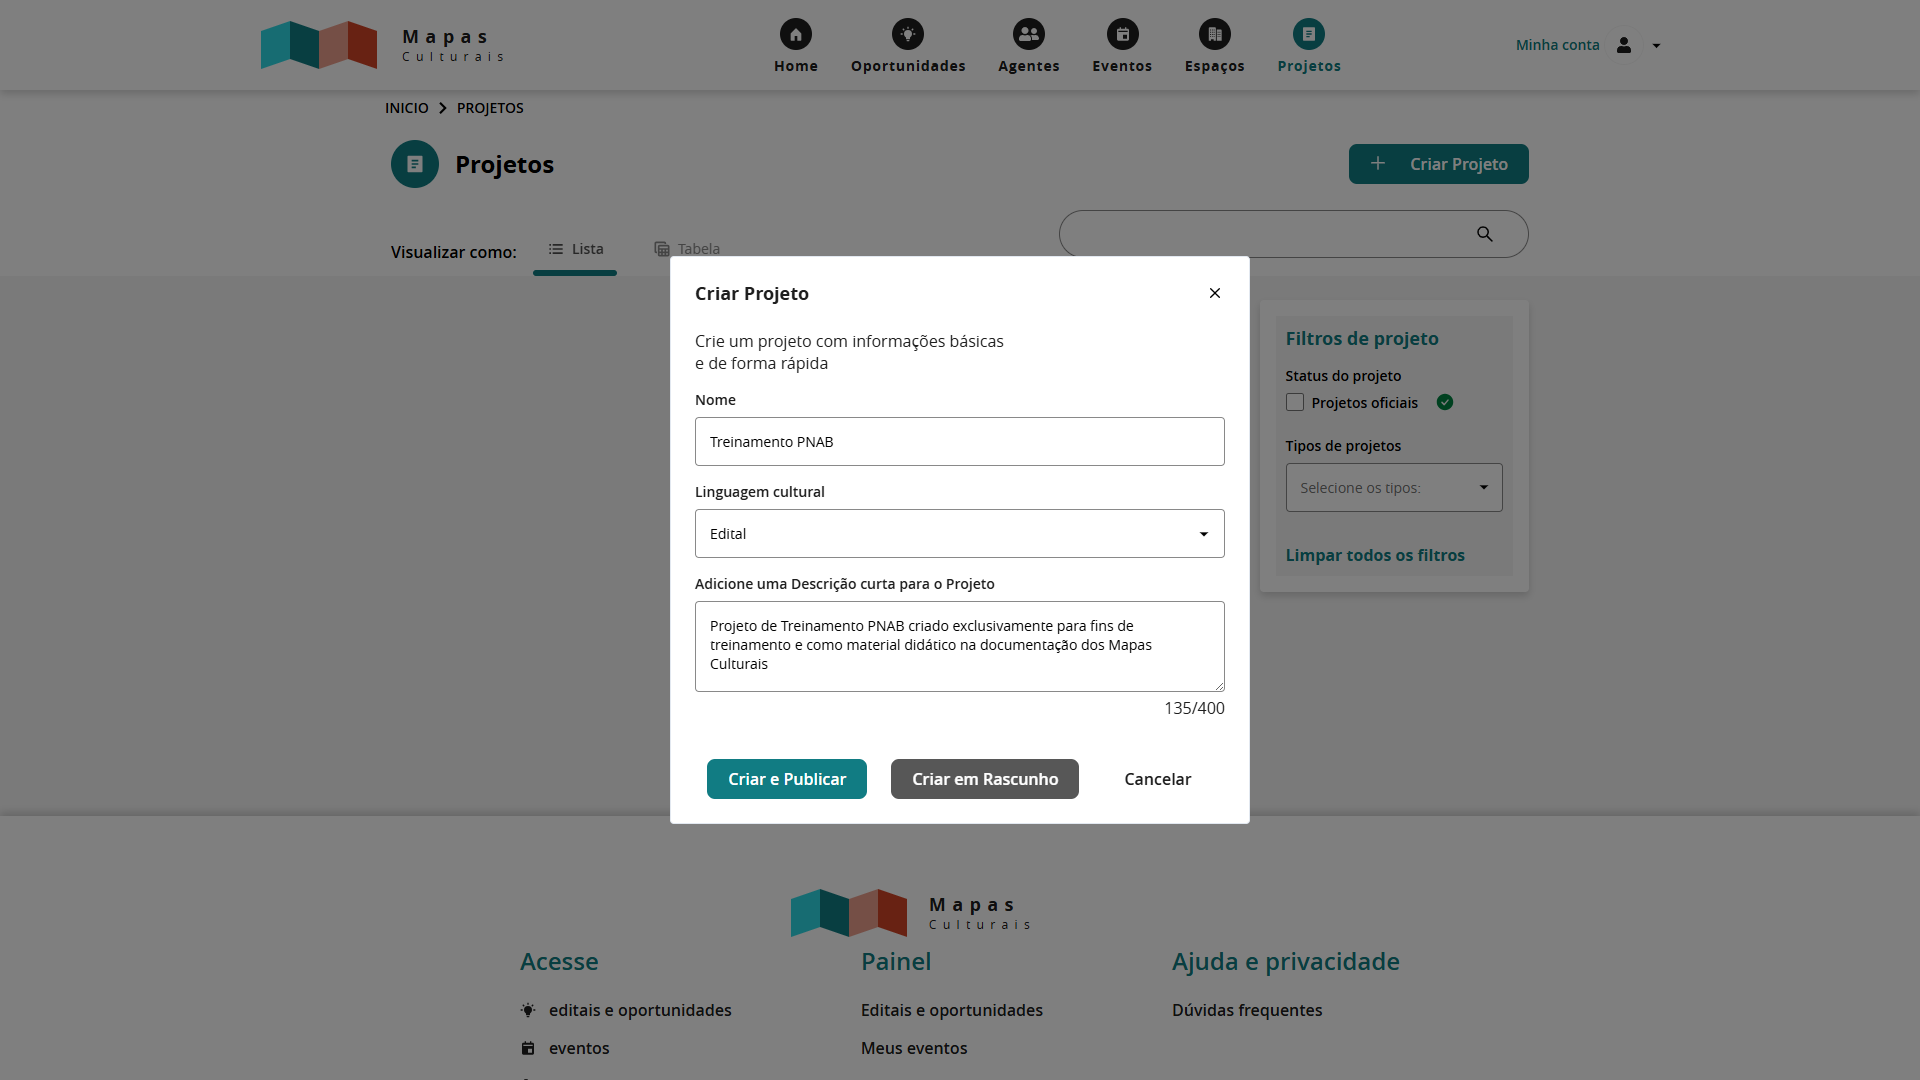 Mapas
Culturais
Home
Oportunidades
Agentes
Eventos
Espaços
Projetos
Minha conta
INICIO
PROJETOS
Projetos
Criar Projeto
Visualizar como:
Lista
Tabela
Criar Projeto
Crie um projeto com informações básicas
e de forma rápida
Nome
Treinamento PNAB
Linguagem cultural
Edital
Adicione uma Descrição curta para o Projeto
Projeto de Treinamento PNAB criado exclusivamente para fins de
treinamento e como material didático na documentação dos Mapas
Culturais
135/400
Criar e Publicar
Criar em Rascunho
Cancelar
Filtros de projeto
Status do projeto
Projetos oficiais
Tipos de projetos
Selecione os tipos:
Limpar todos os filtros
Mapas
Culturais
Acesse
editais e oportunidades
eventos
Painel
Editais e oportunidades
Meus eventos
Ajuda e privacidade
Dúvidas frequentes